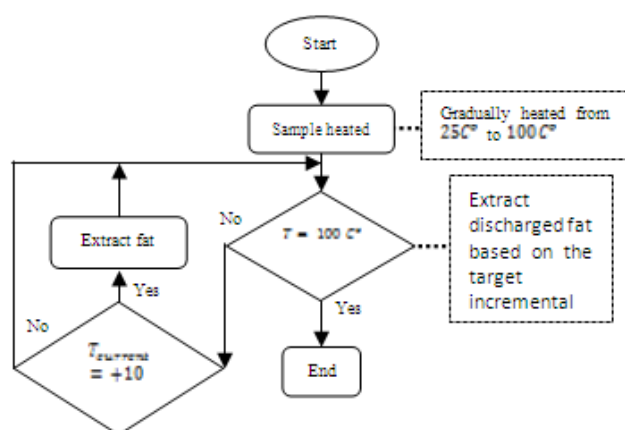 Start
Sample heated
Gradually heated from
25C° to 100C°
No
T = 100 C°
Extract
discharged fat
based on the
target
incremental
Extract fat
Yes
No
T current
= +10
Yes
End